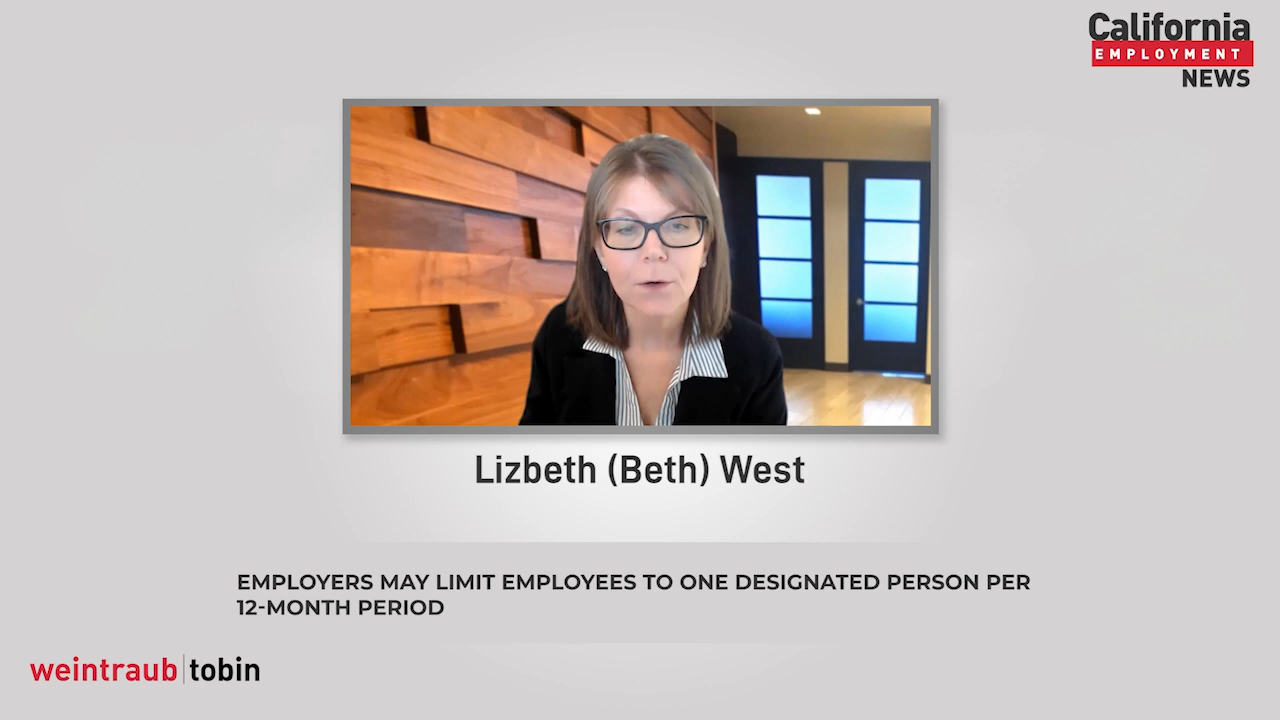 California
EMPLOYMENT
NEWS
Lizbeth (Beth) West
EMPLOYERS MAY LIMIT EMPLOYEES TO ONE DESIGNATED PERSON PER
12-MONTH PERIOD
weintraub tobin